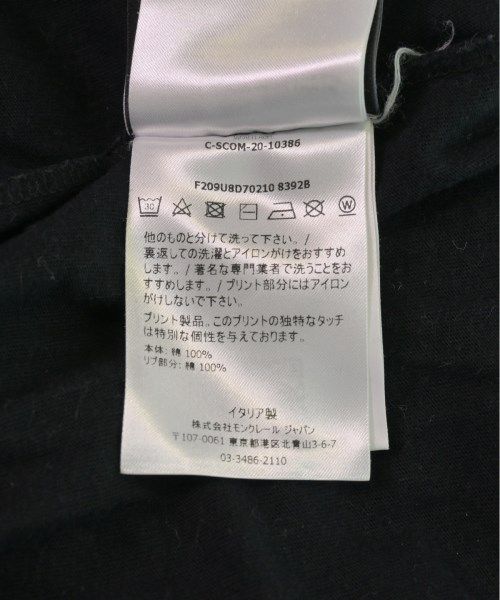 C-SCOM-20-10386
F209U8D70210 8392B
30
W
他のものと分けて洗って下さい。/
裏返しての洗濯とアイロンがけをおすすめ
します。/ 著名な専門業者で洗うことをお
すすめします。/ プリント部分にはアイロン
がけしないで下さい。
プリント製品。このプリントの独特なタッチ
は特別な個性を与えております。
本体: 綿 100%
リブ部分: 綿 100%
イタリア製
株式会社モンクレール ジャパン
〒107-0061 東京都港区北青山3-6-7
03-3486-2110